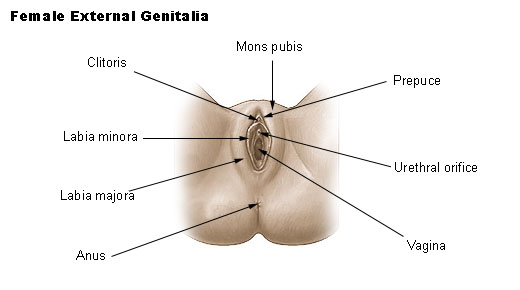 Female External Genitalia
Mons pubis
Clitoris
Prepuce
Labia minora
Urethral orifice
Labia majora
Vagina
Anus